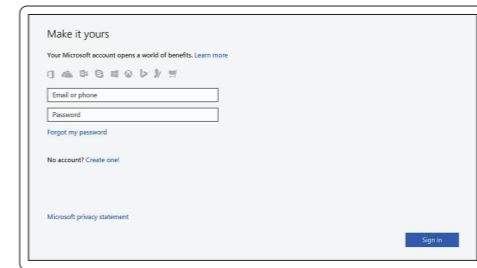 Make it yours
Your Microsoft account opens a world of benefits. Learn more
Email or phone
Password
Forgot my password
No account? Create one!
Microsoft privacy statement
Sign in